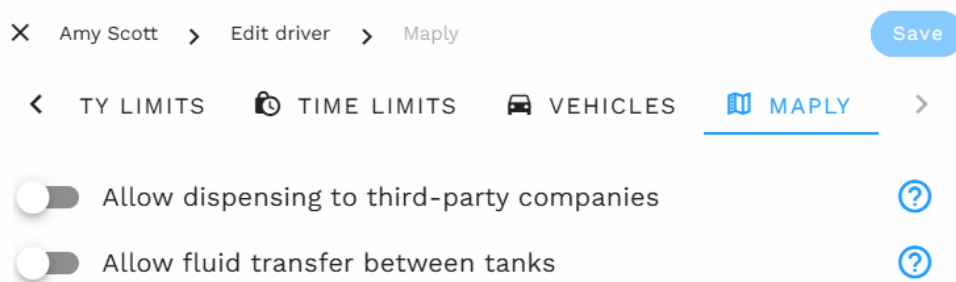 Amy Scott > Edit driver > Maply Save
TY LIMITS TIME LIMITS VEHICLES MAPLY
Allow dispensing to third-party companies ?
Allow fluid transfer between tanks ?